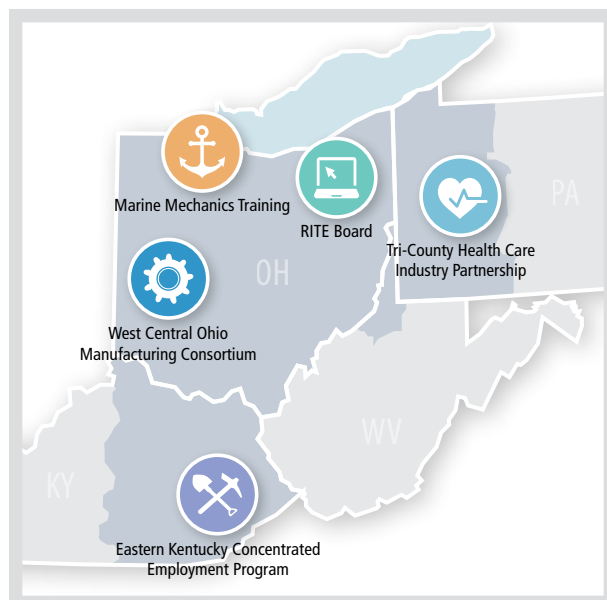 Marine Mechanics Training
RITE Board
PA
Tri-County Health Care
Industry Partnership
OH
West Central Ohio
Manufacturing Consortium
WV
KY
Eastern Kentucky Concentrated
Employment Program